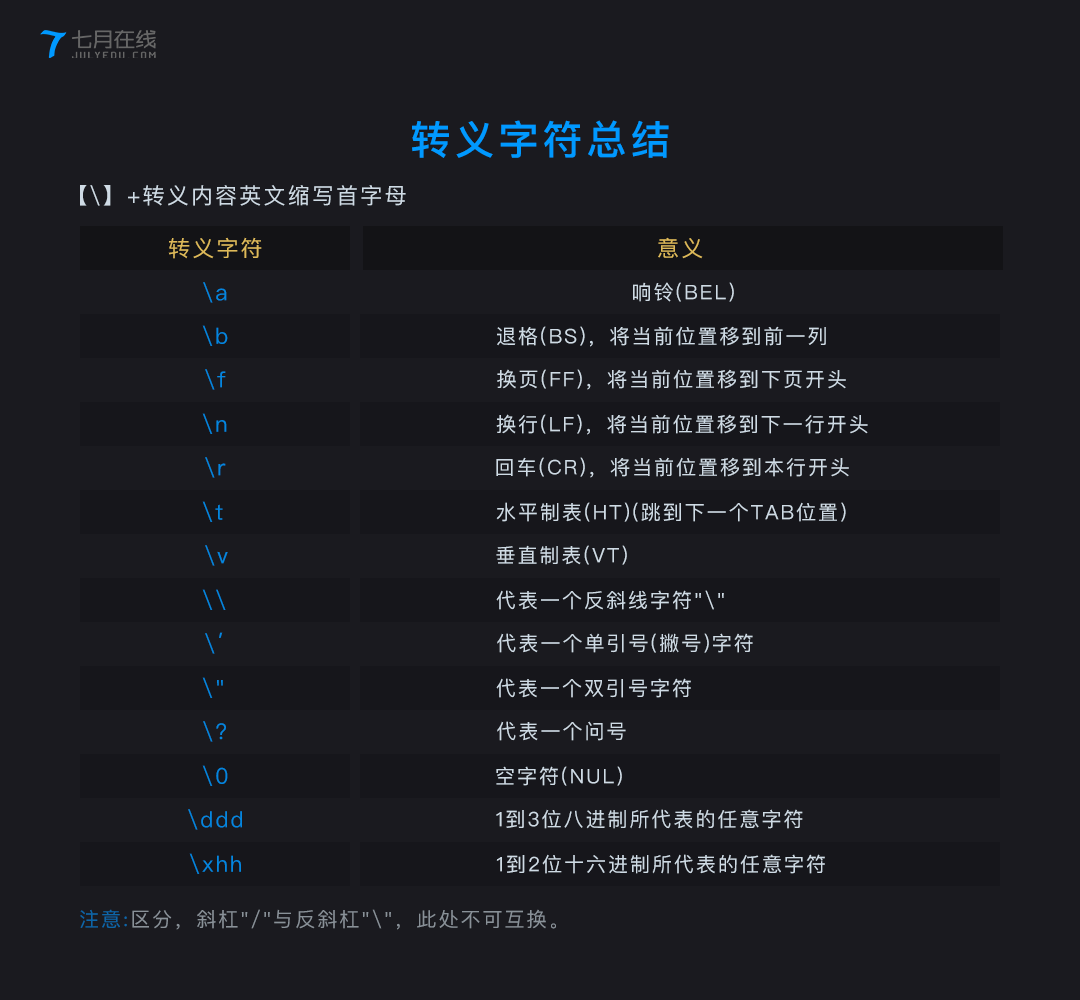 七月在线
JULYEDU.COM
转义字符总结
【\】+转义内容英文缩写首字母
转义字符 意义
\a 响铃(BEL)
\b 退格(BS)，将当前位置移到前一列
\f 换页(FF)，将当前位置移到下页开头
\n 换行(LF)，将当前位置移到下一行开头
\r 回车(CR)，将当前位置移到本行开头
\t 水平制表(HT)(跳到下一个TAB位置)
\v 垂直制表(VT)
\\ 代表一个反斜线字符"\"
\‘ 代表一个单引号(撇号)字符
\" 代表一个双引号字符
\? 代表一个问号
\0 空字符(NUL)
\ddd 1到3位八进制所代表的任意字符
\xhh 1到2位十六进制所代表的任意字符
注意:区分，斜杠"/"与反斜杠"\"，此处不可互换。